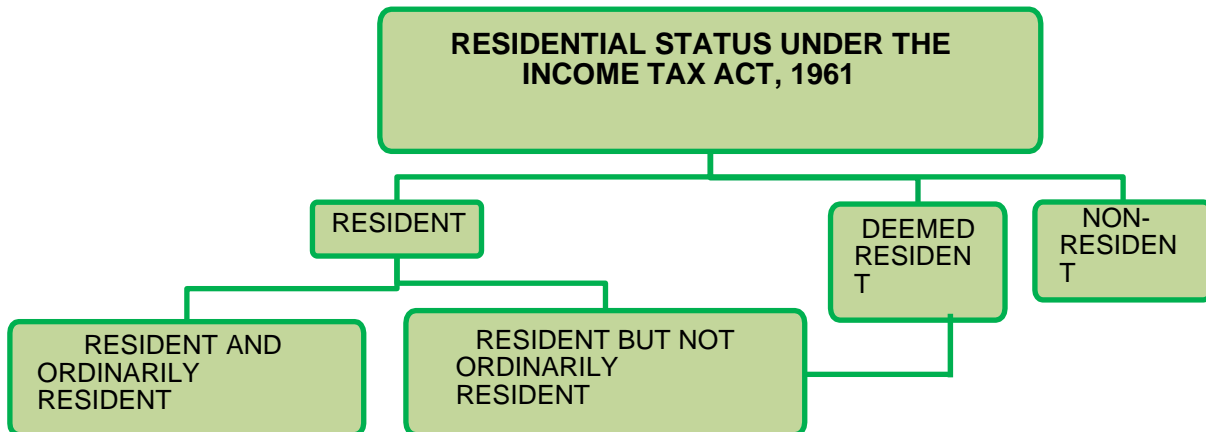 RESIDENTIAL STATUS UNDER THE
INCOME TAX ACT, 1961
RESIDENT
DEEMED
RESIDEN
T
NON-
RESIDEN
T
RESIDENT AND
ORDINARILY
RESIDENT
RESIDENT BUT NOT
ORDINARILY
RESIDENT